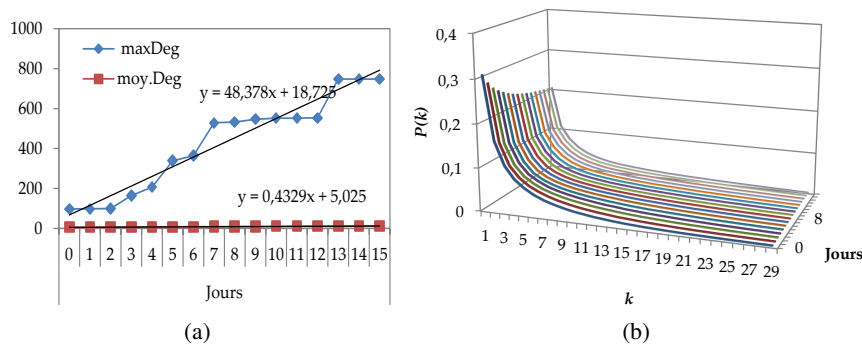 1000
800
600
400
200
0
maxDeg
moy.Deg
y = 48,378x + 18,725
y = 0,4329x + 5,025
0 1 2 3 4 5 6 7 8 9 10 11 12 13 14 15
Jours
(a)
0,4
0,3
0,2
0,1
0
P(k)
1 3 5 7 9 11 13 15 17 19 21 23 25 27 29
k
0
8
Jours
(b)